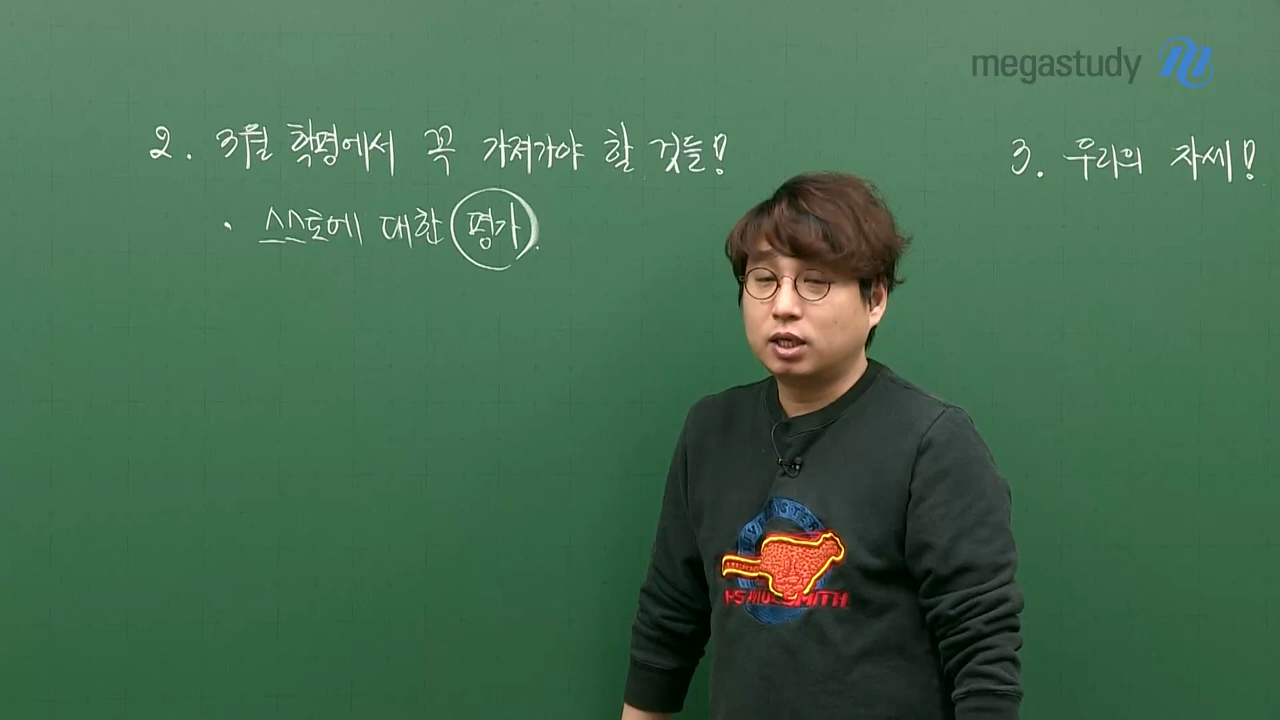 megastudy
2. 3월 학평에서 꼭 가져가야 할 것들!
· 스스로에 대한 평가.
3. 우리의 자세!